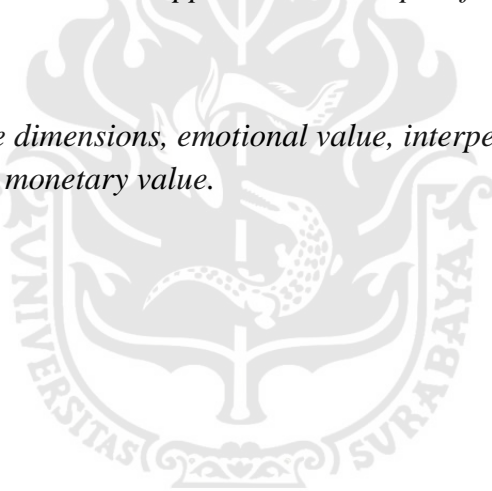 e dimensions, emotional value, interpe
monetary value.
UNIVERSITAS SURABAYA